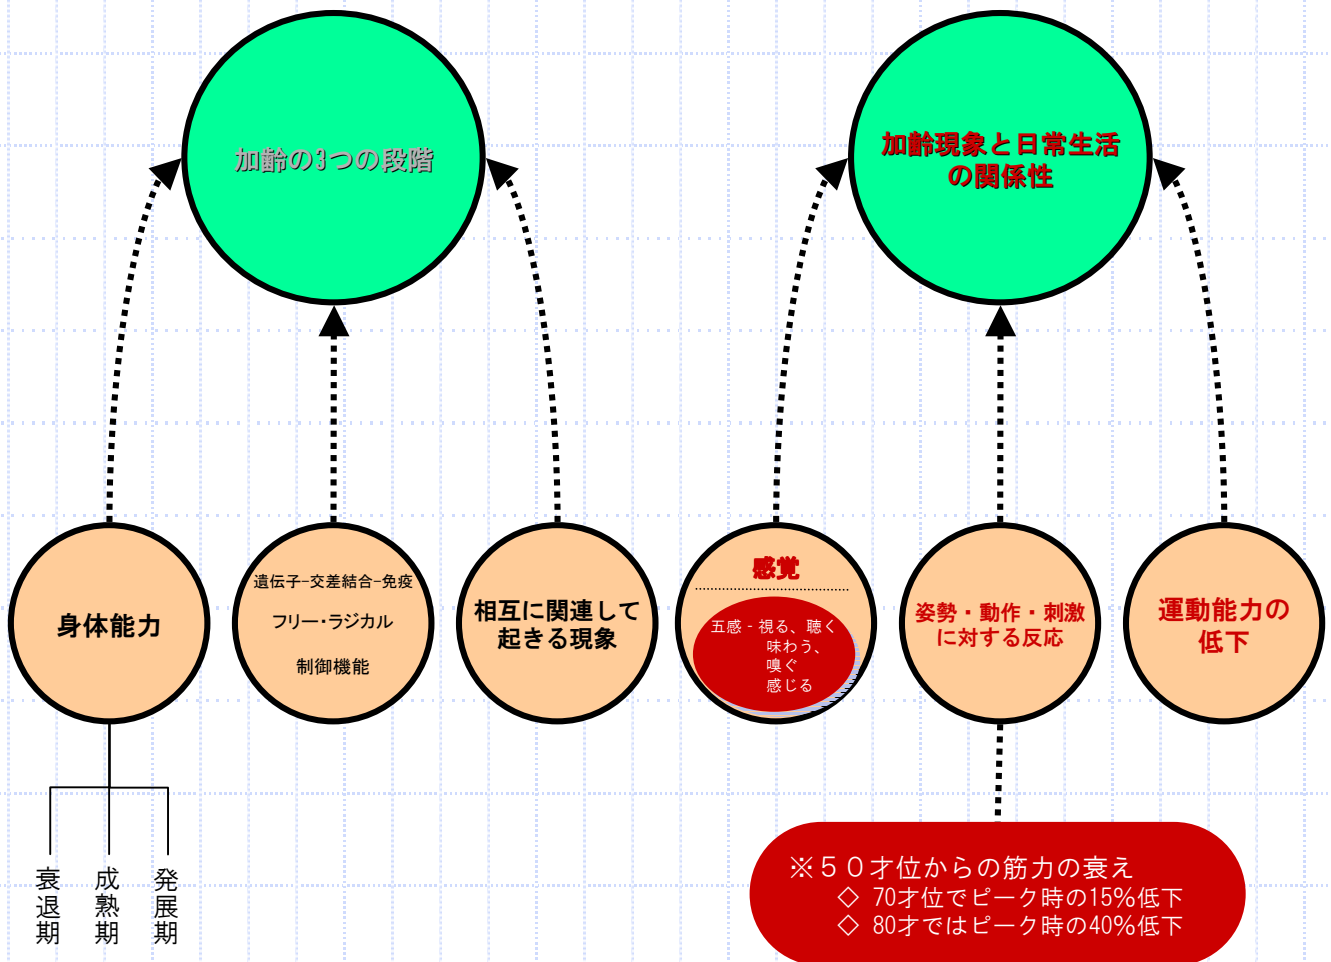 加齢の3つの段階
加齢現象と日常生活
の関係性
身体能力
遺伝子-交差結合-免疫
フリー・ラジカル
制御機能
相互に関連して
起きる現象
感覚
五感 - 視る、聴く
味わう、
嗅ぐ
感じる
姿勢・動作・刺激
に対する反応
運動能力の
低下
発展期
成熟期
衰退期
※５０才位からの筋力の衰え
◇ 70才位でピーク時の15%低下
◇ 80才ではピーク時の40%低下